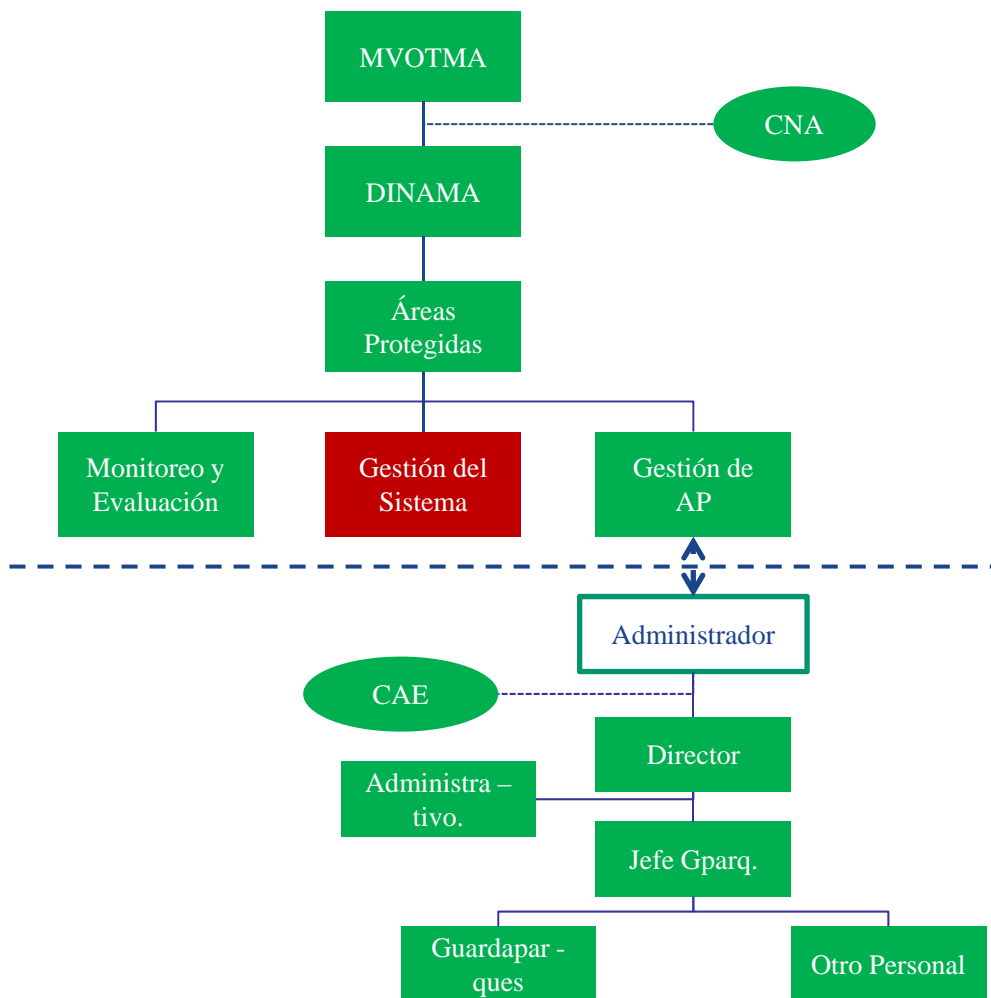 MVOTMA
CNA
DINAMA
Áreas
Protegidas
Monitoreo y
Evaluación
Gestión del
Sistema
Gestión de
AP
Administrador
CAE
Director
Administra –
tivo.
Jefe Gparq.
Guardapar -
ques
Otro Personal